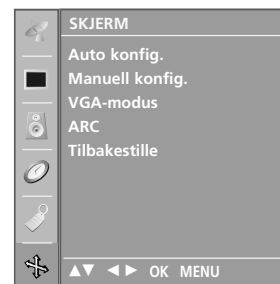 SKJERM
Auto konfig.
Manuell konfig.
VGA-modus
ARC
Tilbakestille
▲▼ ◄► OK MENU